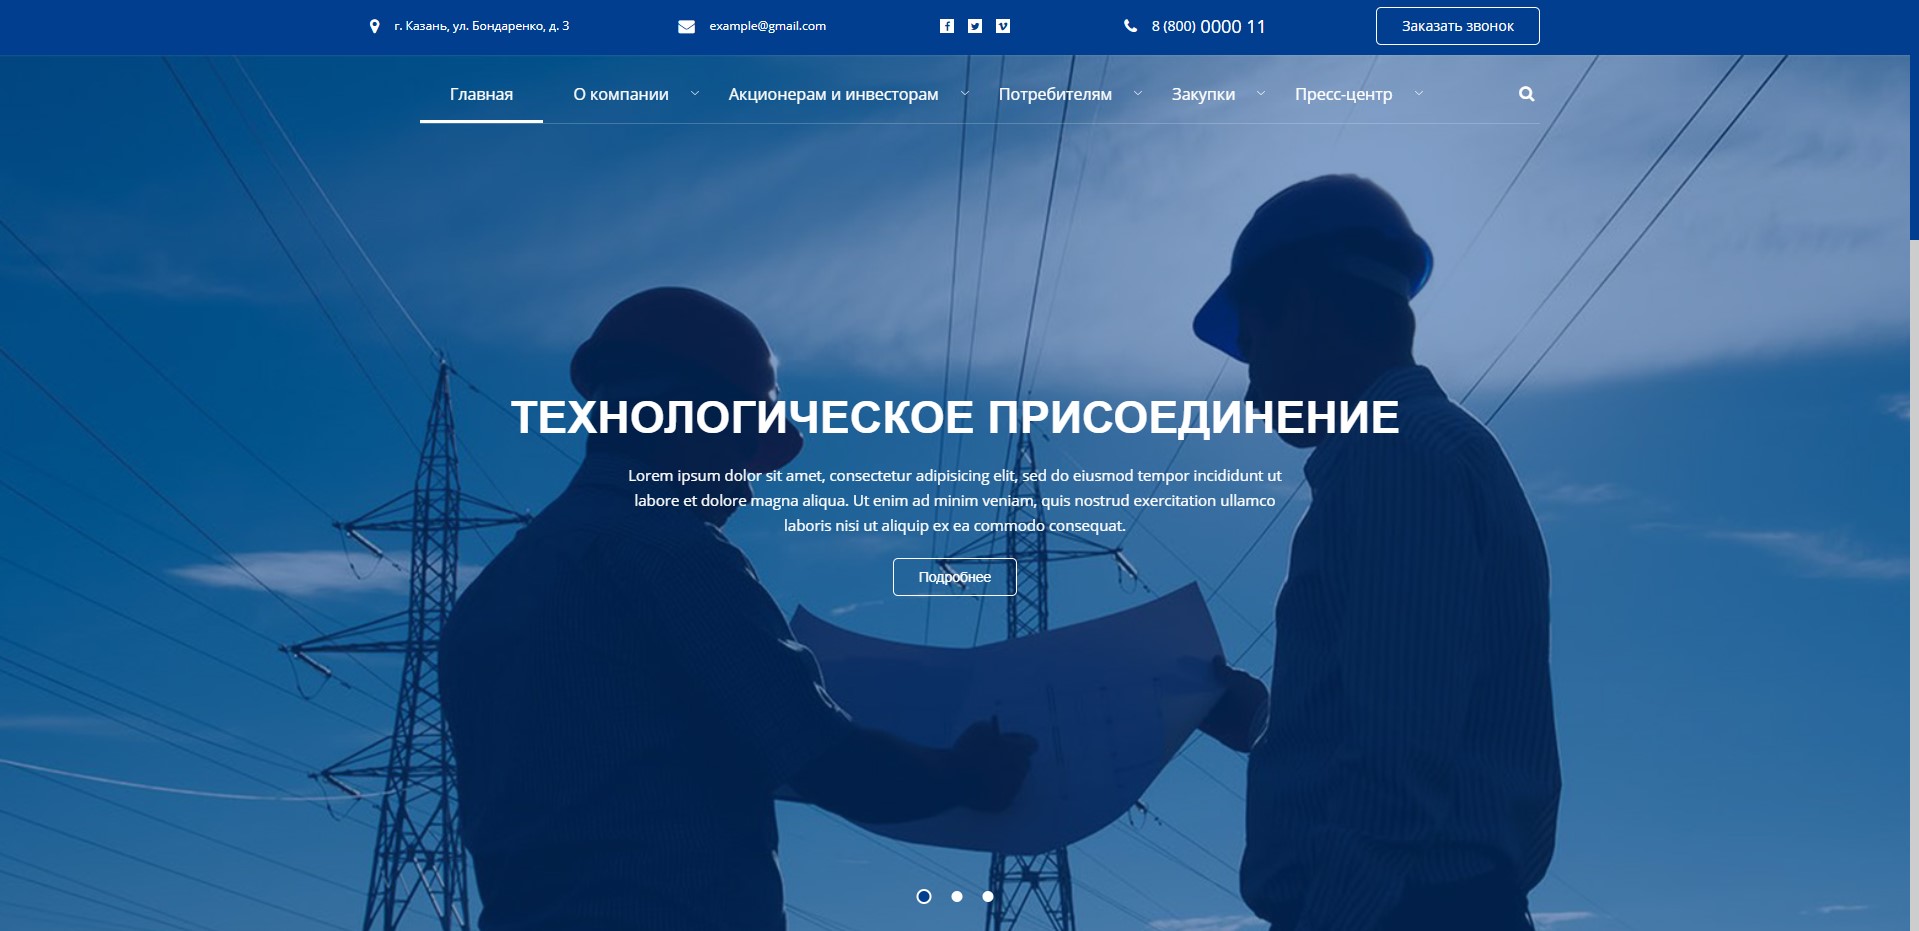 г. Казань, ул. Бондаренко, д. 3
example@gmail.com
8 (800) 0000 11
Заказать звонок
Главная
О компании
Акционерам и инвесторам
Потребителям
Закупки
Пресс-центр
ТЕХНОЛОГИЧЕСКОЕ ПРИСОЕДИНЕНИЕ
Lorem ipsum dolor sit amet, consectetur adipisicing elit, sed do eiusmod tempor incididunt ut
labore et dolore magna aliqua. Ut enim ad minim veniam, quis nostrud exercitation ullamco
laboris nisi ut aliquip ex ea commodo consequat.
Подробнее